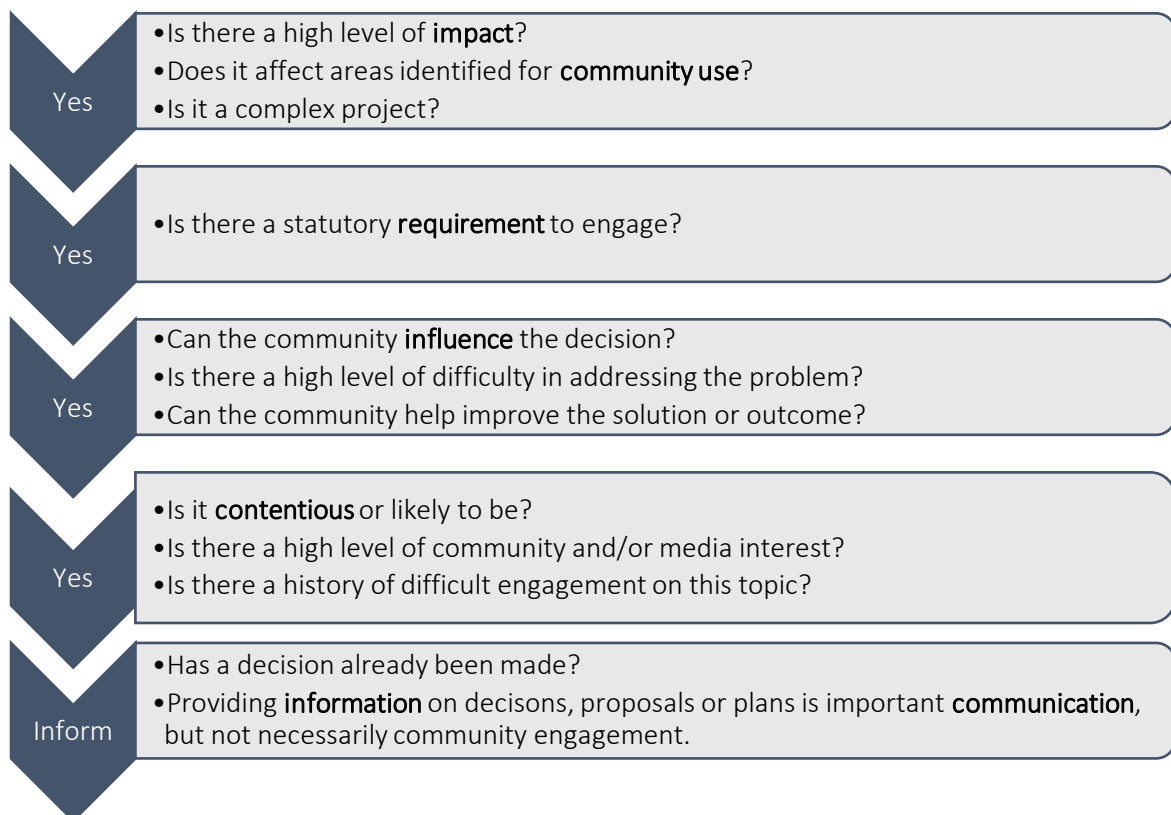 •Is there a high level of impact?
•Does it affect areas identified for community use?
•Is it a complex project?
Yes
•Is there a statutory requirement to engage?
Yes
•Can the community influence the decision?
•Is there a high level of difficulty in addressing the problem?
•Can the community help improve the solution or outcome?
Yes
•Is it contentious or likely to be?
•Is there a high level of community and/or media interest?
•Is there a history of difficult engagement on this topic?
Yes
•Has a decision already been made?
•Providing information on decisons, proposals or plans is important communication,
but not necessarily community engagement.
Inform